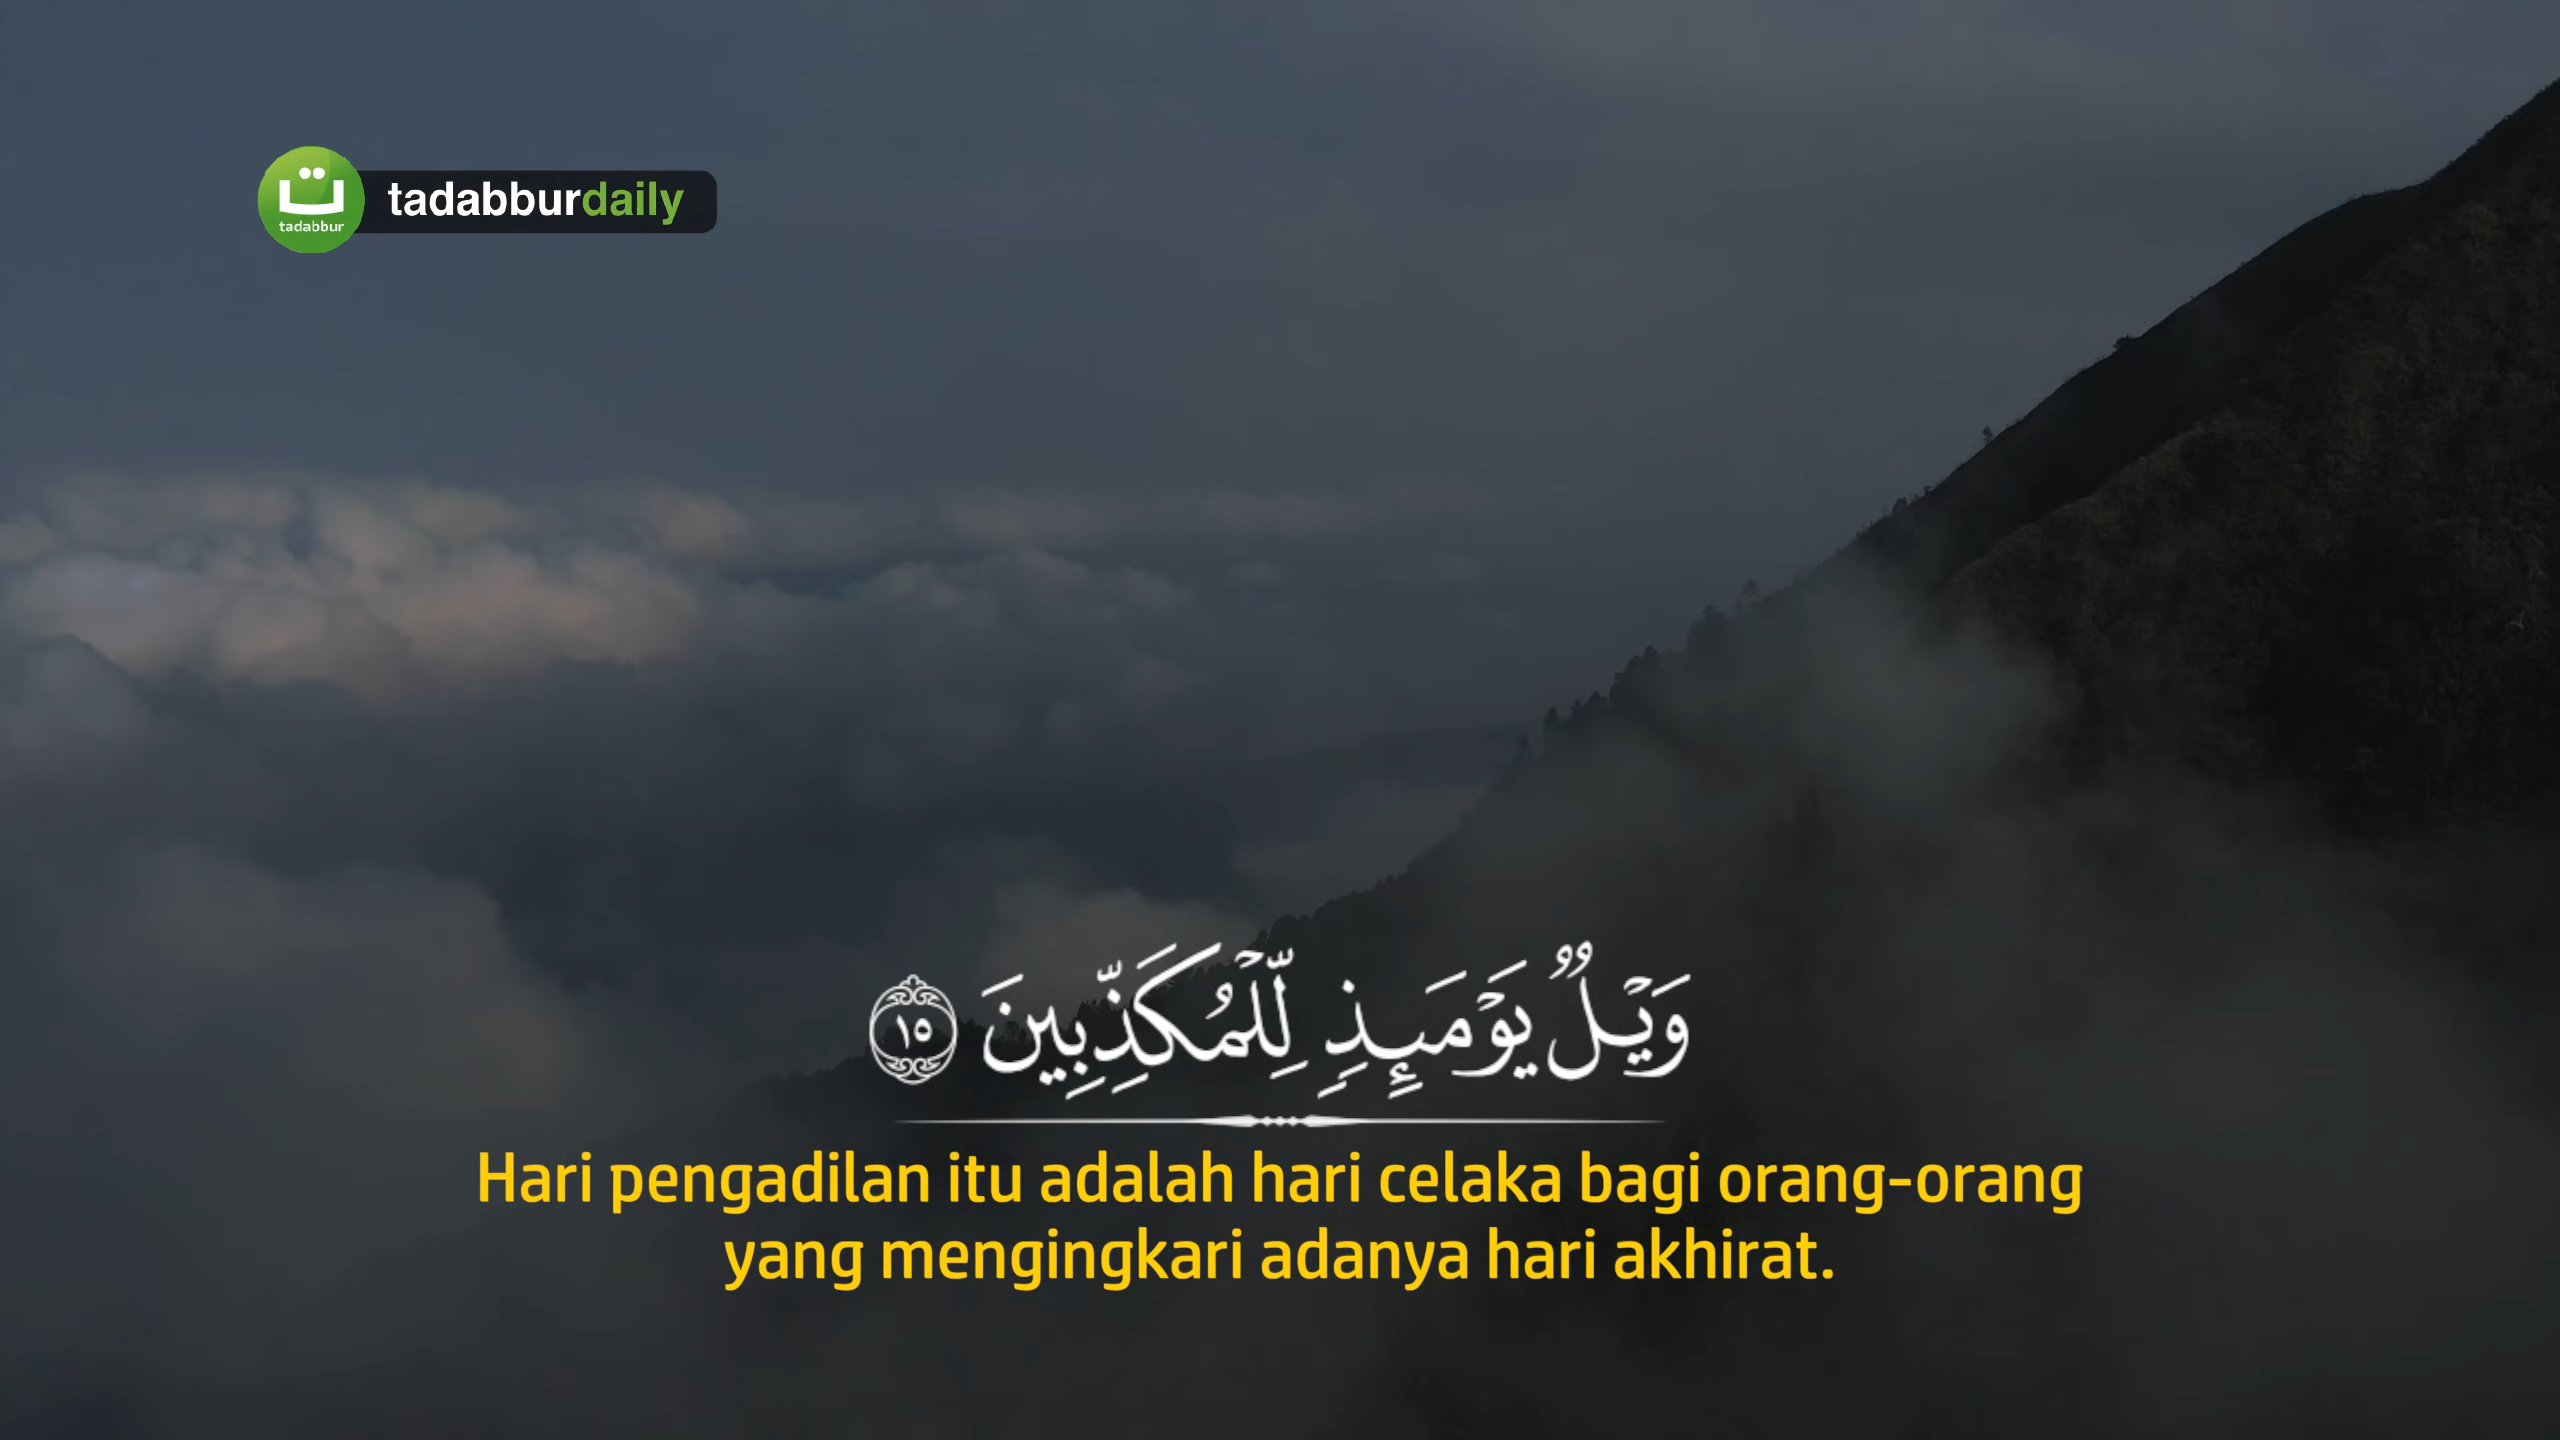 tadabbur
tadabburdaily
وَيْلٌ يَوْمَئِذٍ لِّلْمُكَذِّبِينَ ١٥
Hari pengadilan itu adalah hari celaka bagi orang-orang
yang mengingkari adanya hari akhirat.